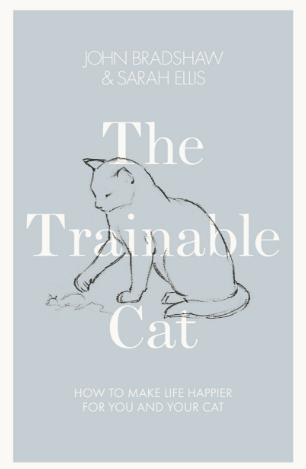 JOHN BRADSHAW
& SARAH ELLIS
The
Trainable
Cat
HOW TO MAKE LIFE HAPPIER
FOR YOU AND YOUR CAT